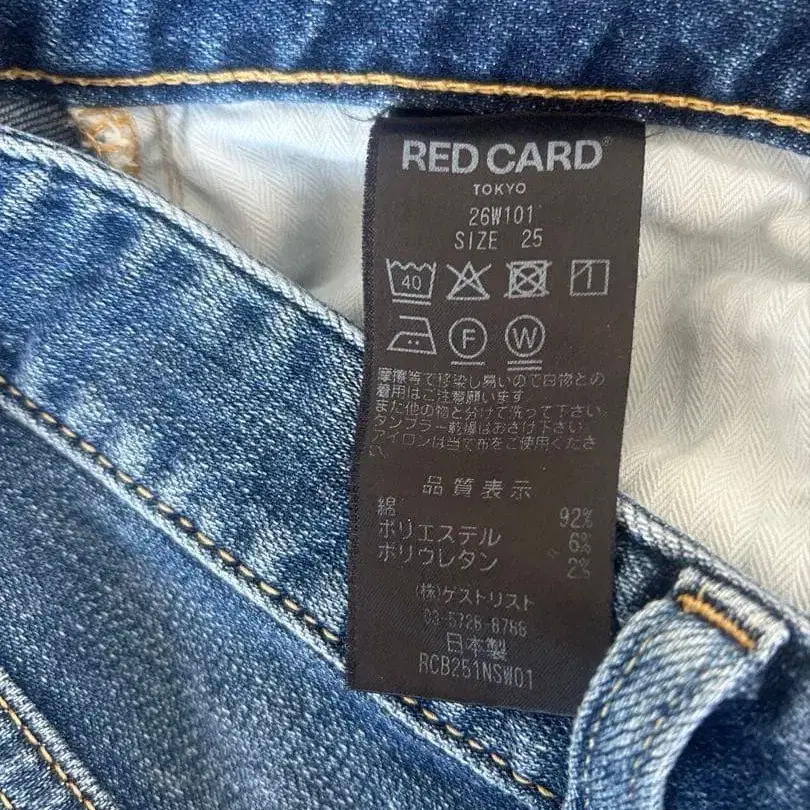 RED CARD®
TOKYO
26W101
SIZE 25
40
F W
摩擦等で移染し易いので白物との
着用はご注意願います
また他の物と分けて洗って下さい。
タンブラー乾燥はおさけ下さい。
アイロンは当て布をご使用くださ
い。
品質表示
綿 92%
ポリエステル 6%
ポリウレタン 2%
(株)ゲストリスト
03-5728-8788
日本製
RCB251NSW01